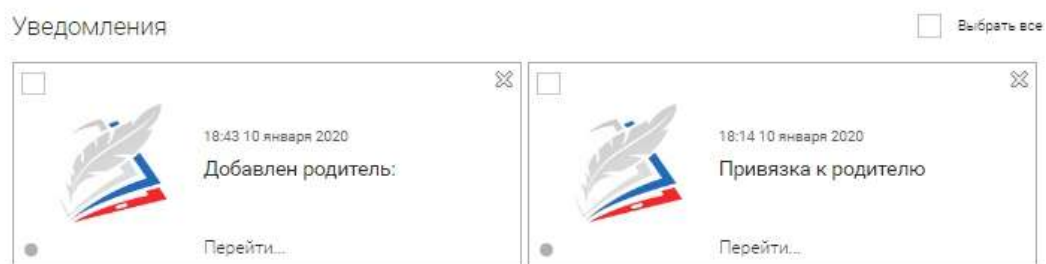 Уведомления
Выбрать все
18:43 10 января 2020
Добавлен родитель:
Перейти...
18:14 10 января 2020
Привязка к родителю
Перейти...